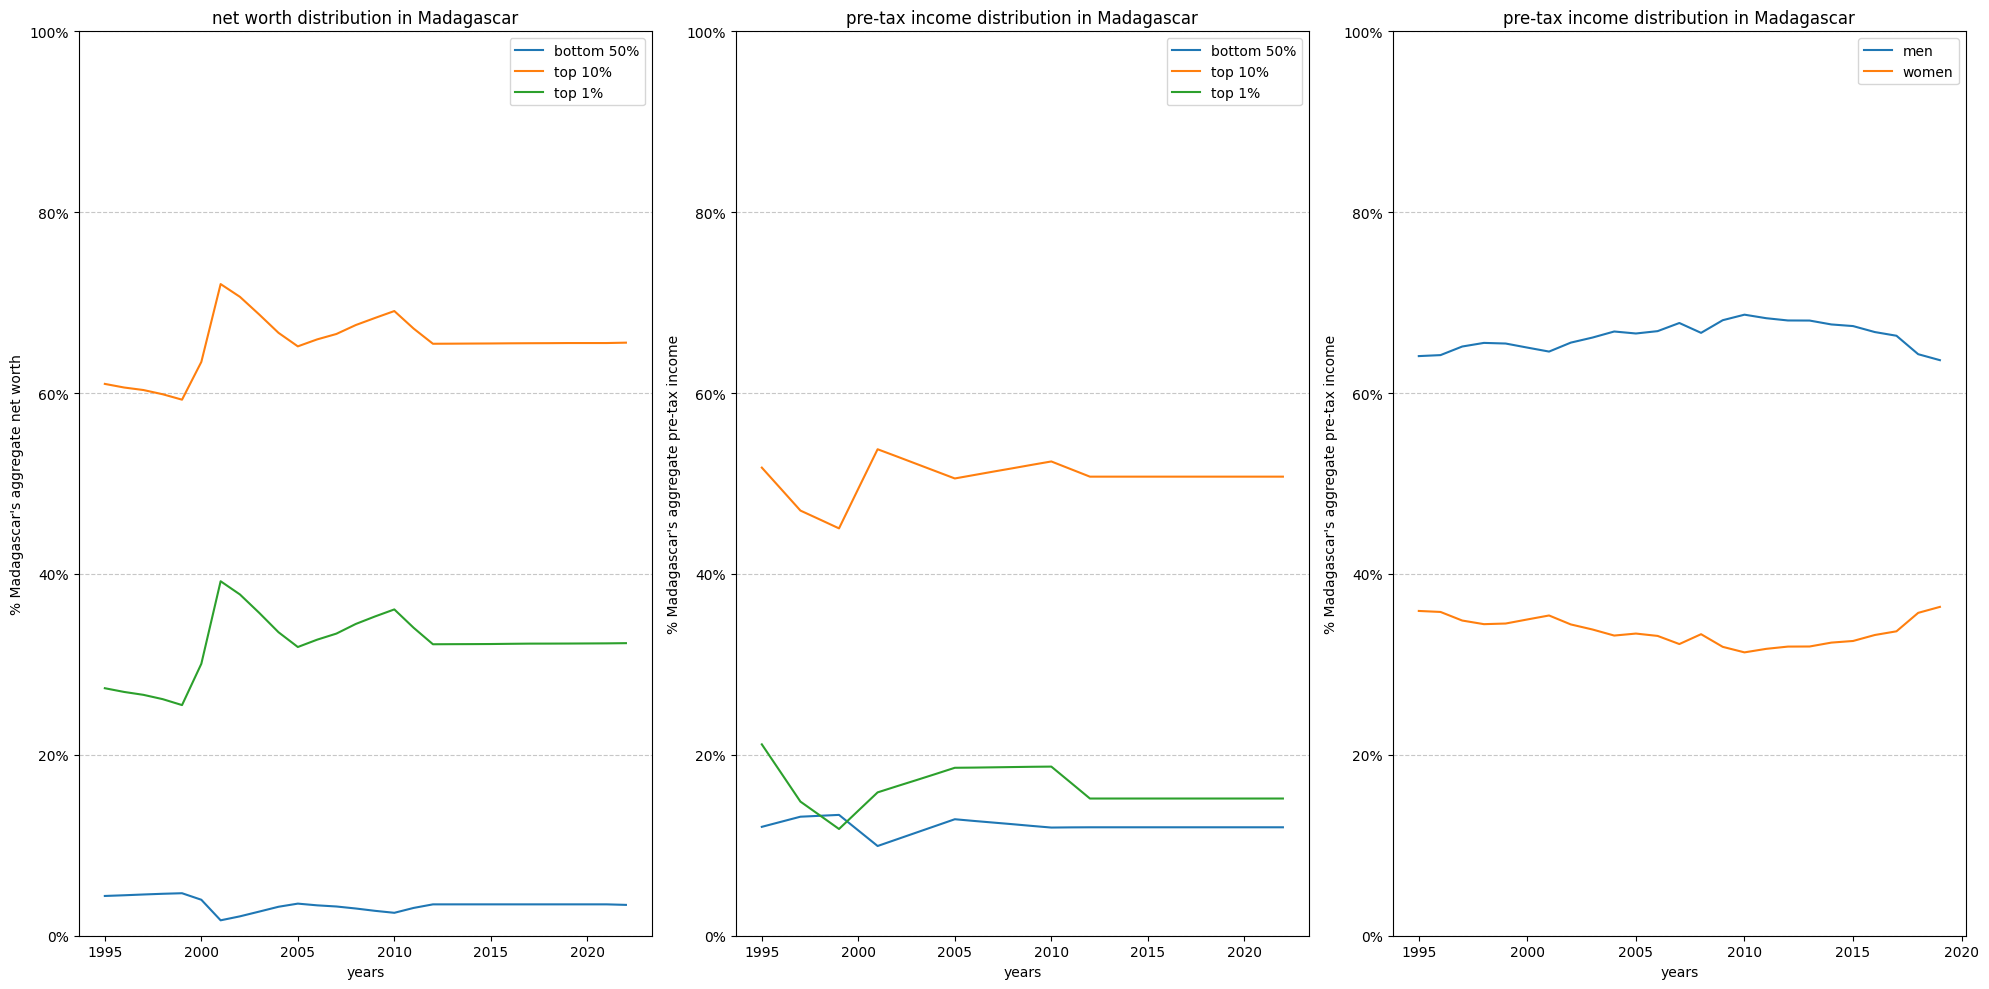 net worth distribution in Madagascar
% Madagascar's aggregate net worth
100%
80%
60%
40%
20%
0%
bottom 50%
top 10%
top 1%
1995
2000
2005
2010
2015
2020
years
pre-tax income distribution in Madagascar
% Madagascar's aggregate pre-tax income
100%
80%
60%
40%
20%
0%
bottom 50%
top 10%
top 1%
1995
2000
2005
2010
2015
2020
years
pre-tax income distribution in Madagascar
% Madagascar's aggregate pre-tax income
100%
80%
60%
40%
20%
0%
men
women
1995
2000
2005
2010
2015
2020
years